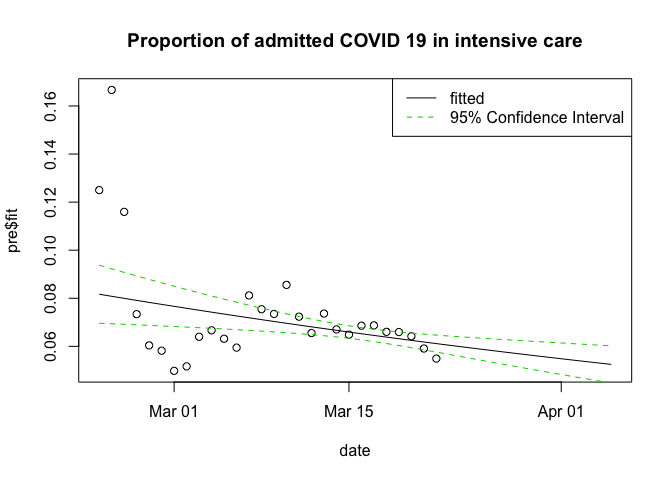 Proportion of admitted COVID 19 in intensive care
fitted
95% Confidence Interval
pre$fit
0.16
0.14
0.12
0.10
0.08
0.06
Mar 01
Mar 15
Apr 01
date